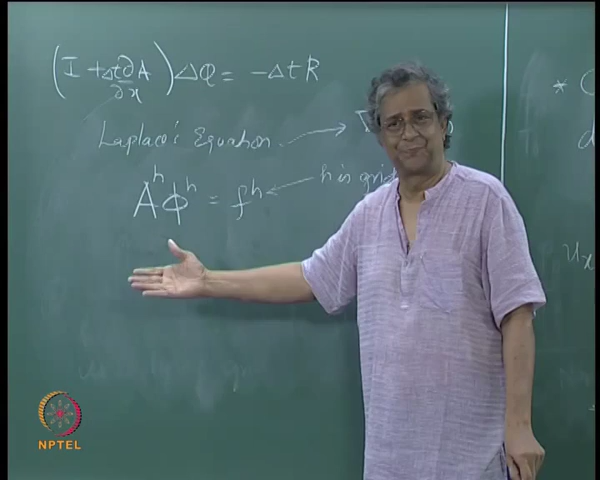 (I + Δt ∂A/∂x) ΔQ = -Δt R
Laplace's Equation
A^h φ^h = f^h
h is grid
NPTEL